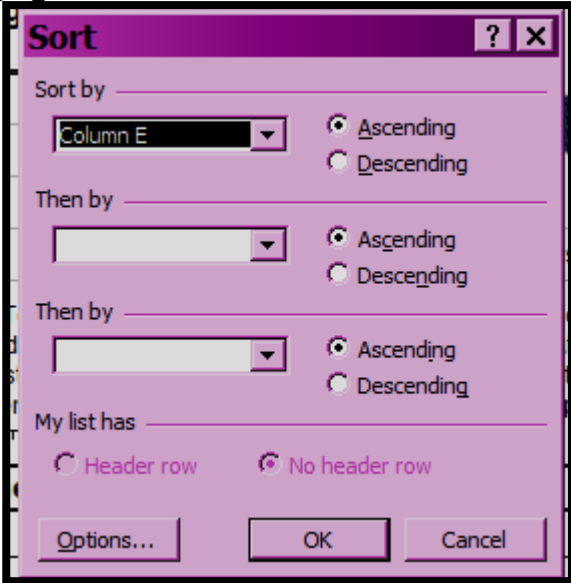 Sort
Sort by
Column E
Ascending
Descending
Then by
Ascending
Descending
Then by
Ascending
Descending
My list has
Header row No header row
Options... OK Cancel